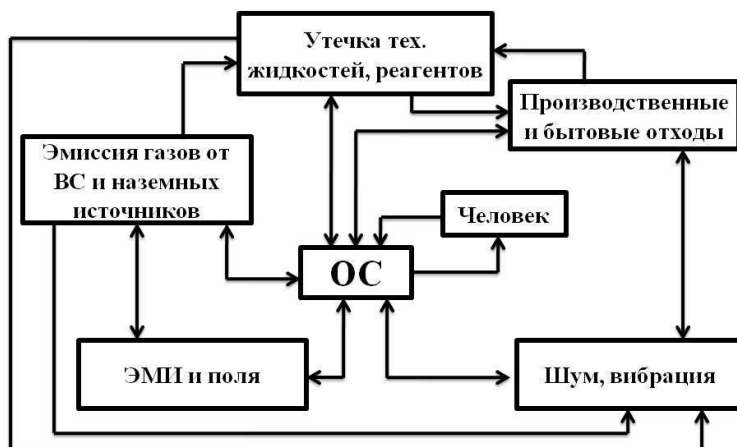 Утечка тех.
жидкостей, реагентов
Производственные
и бытовые отходы
Эмиссия газов от
ВС и наземных
источников
Человек
ОС
ЭМИ и поля
Шум, вибрация